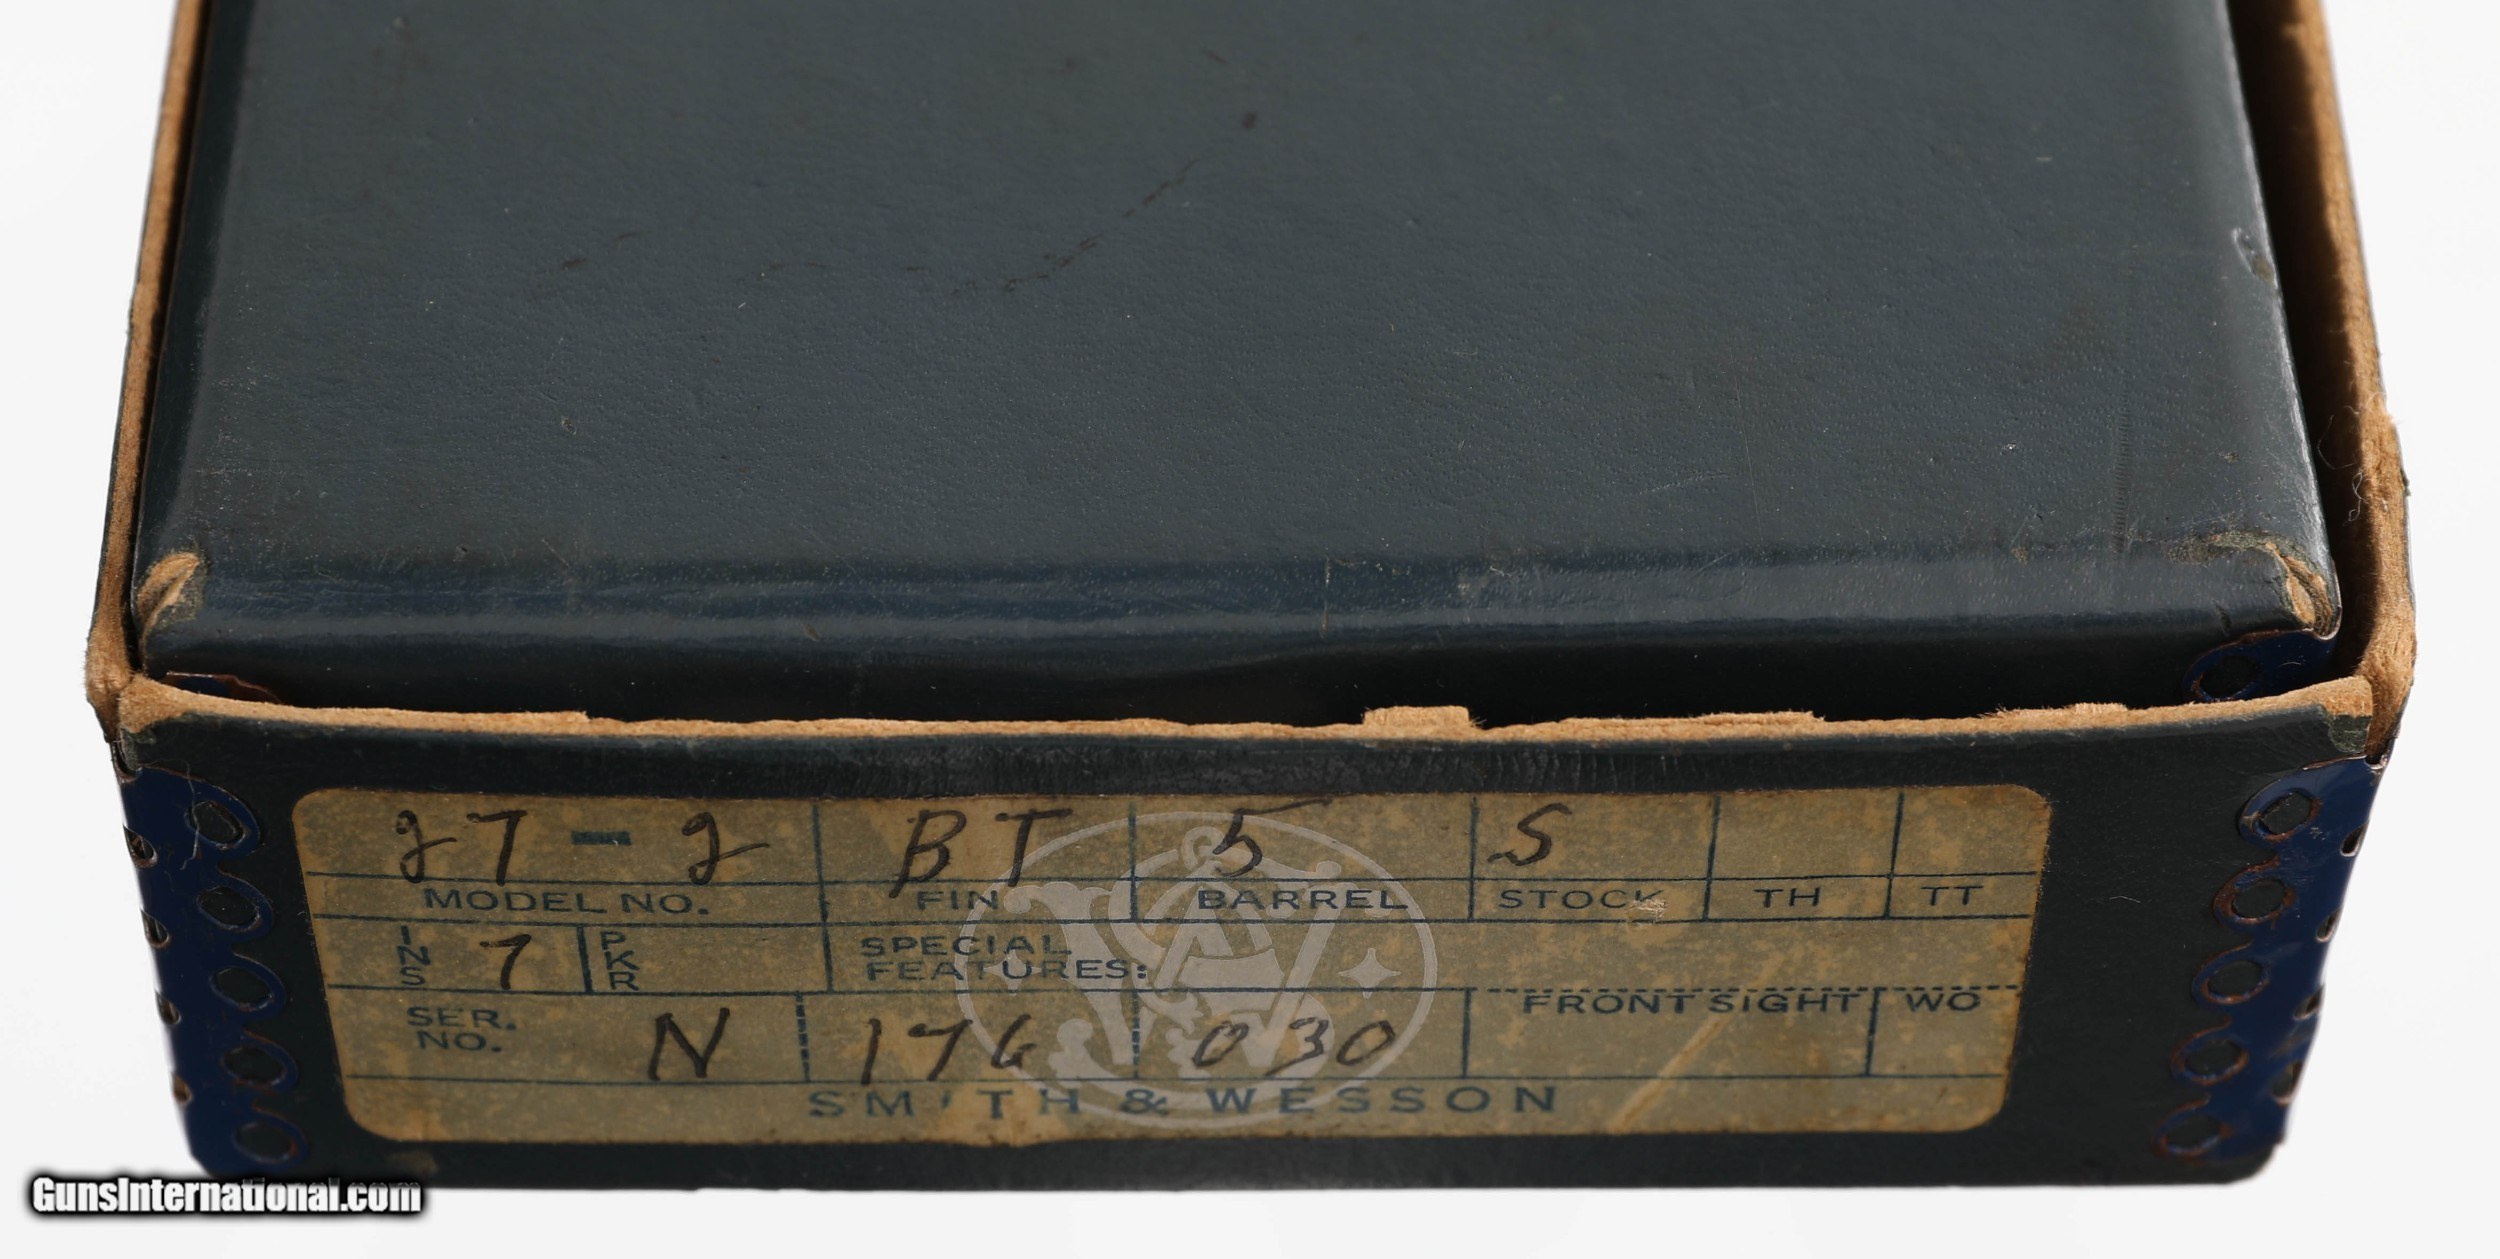 27-2 BT 5 S
MODEL NO. FIN BARREL STOCK TH TT
INS 7 PKR SPECIAL FEATURES:
FRONT SIGHT WO
SER. NO. N 176 030
SMITH & WESSON
GunsInternational.com